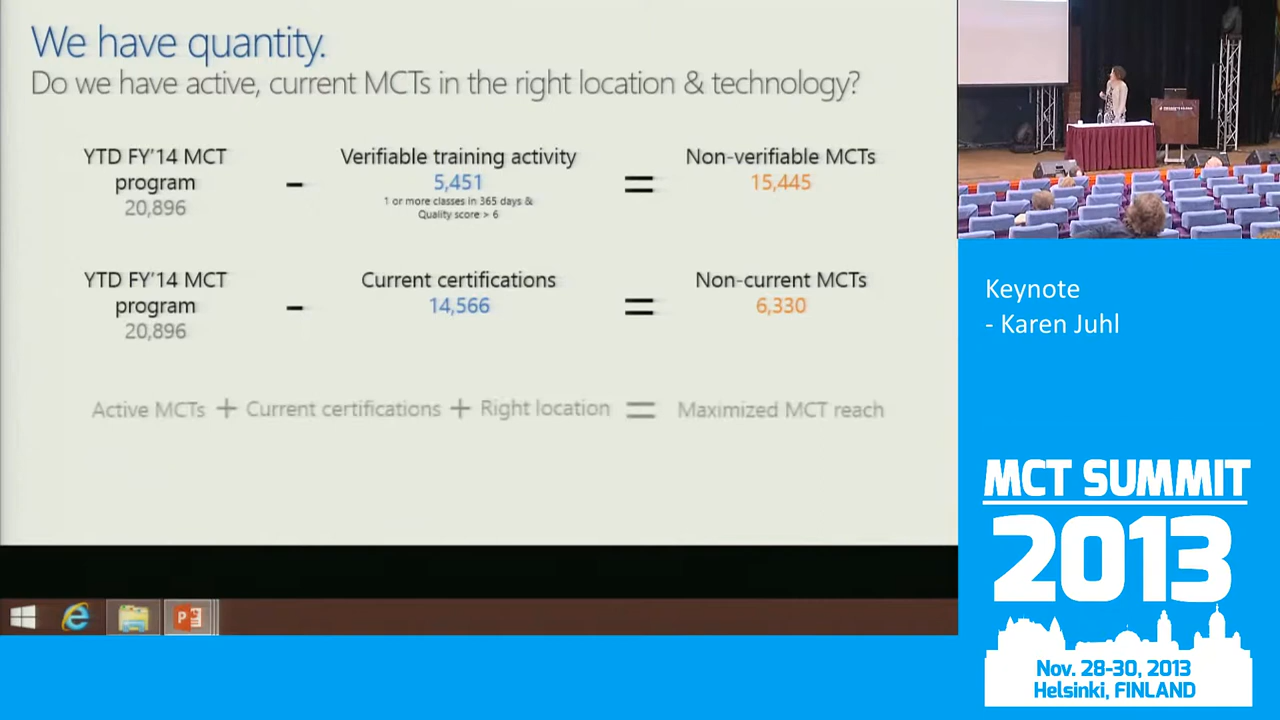 We have quantity.
Do we have active, current MCTs in the right location & technology?
YTD FY'14 MCT
program
20,896
-
Verifiable training activity
5,451
1 or more classes in 365 days &
Quality score > 6
=
Non-verifiable MCTs
15,445
YTD FY'14 MCT
program
20,896
-
Current certifications
14,566
=
Non-current MCTs
6,330
Active MCTs + Current certifications + Right location = Maximized MCT reach
Keynote
- Karen Juhl
MCT SUMMIT
2013
Nov. 28-30, 2013
Helsinki, FINLAND